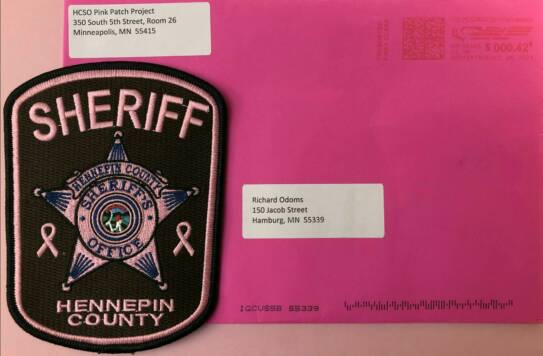 HCSO Pink Patch Project
350 South 5th Street, Room 26
Minneapolis, MN 55415
$ 000.42
SHERIFF
HENNEPIN COUNTY
SHERIFF'S
OFFICE
HENNEPIN
COUNTY
Richard Odoms
150 Jacob Street
Hamburg, MN 55339
55339